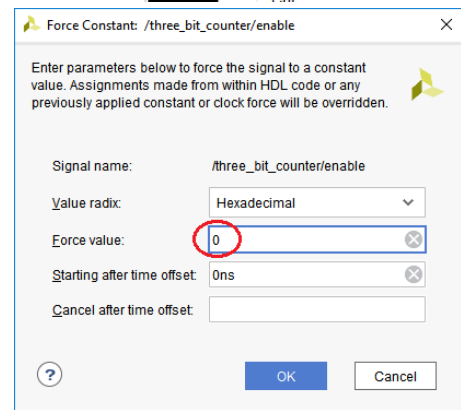 Force Constant: /three_bit_counter/enable
Enter parameters below to force the signal to a constant
value. Assignments made from within HDL code or any
previously applied constant or clock force will be overridden.
Signal name: /three_bit_counter/enable
Value radix: Hexadecimal
Force value: 0
Starting after time offset: 0ns
Cancel after time offset:
? OK Cancel